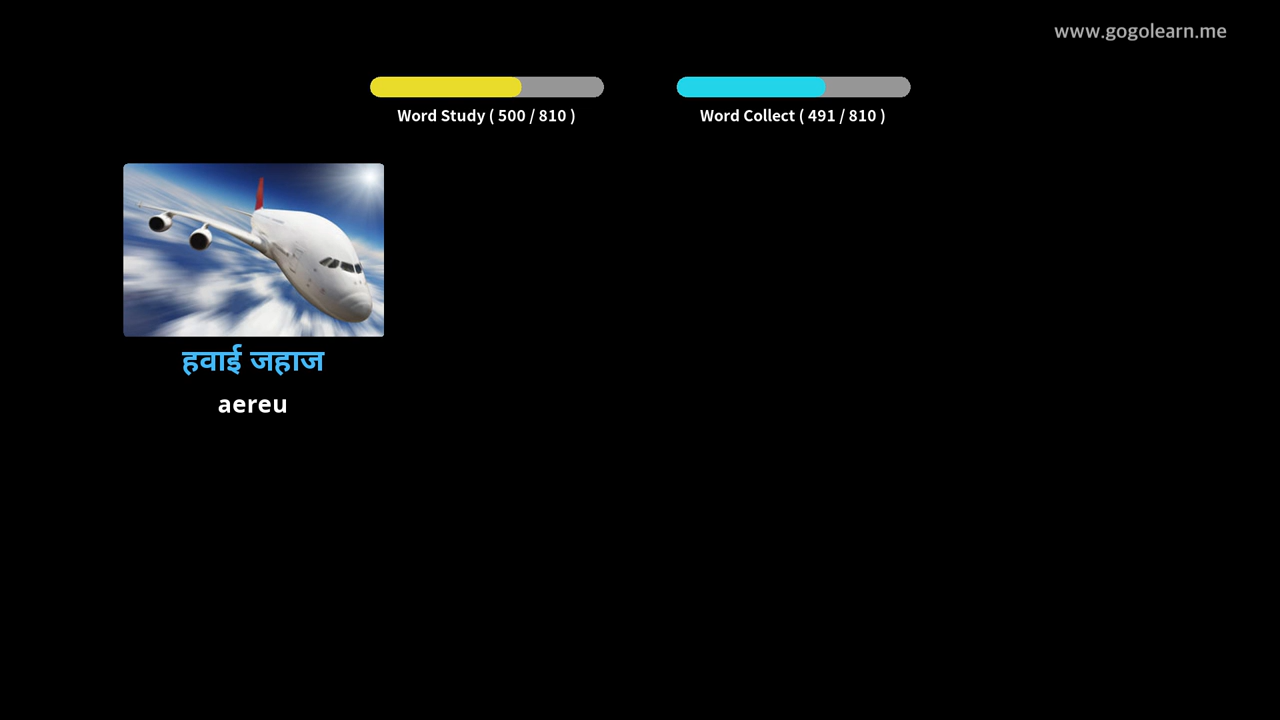 www.gogolearn.me
Word Study ( 500 / 810 )
Word Collect ( 491 / 810 )
हवाई जहाज
aereu